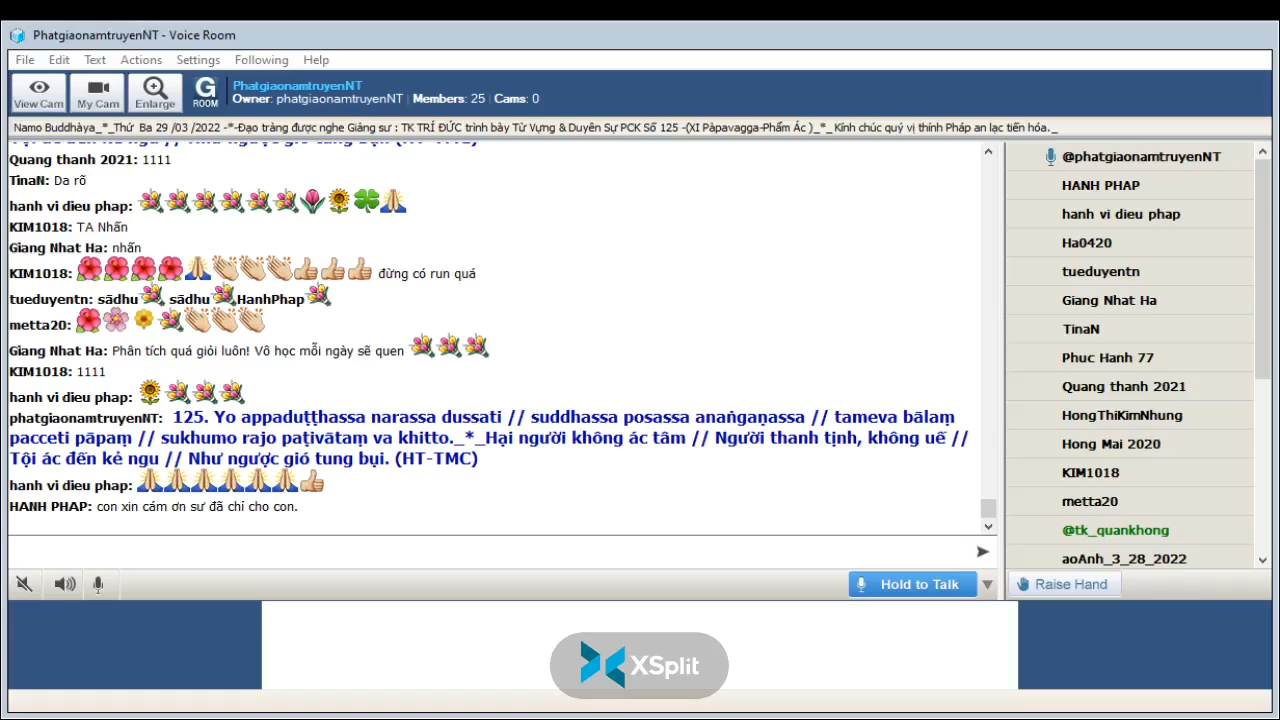 PhatgiaonamtruyenNT - Voice Room
File Edit Text Actions Settings Following Help
View Cam My Cam Enlarge G ROOM
PhatgiaonamtruyenNT
Owner: phatgiaonamtruyenNT | Members: 25 | Cams: 0
Namo Buddhàya_*_Thứ Ba 29 /03 /2022 -*-Đạo tràng được nghe Giảng sư : TK TRÍ ĐỨC trình bày Từ Vựng & Duyên Sự PCK Số 125 -(XI Pàpavagga-Phẩm Ác )_*_ Kính chúc quý vị thính Pháp an lạc tiến hóa._
Quang thanh 2021: 1111
TinaN: Da rõ
hanh vi dieu phap:
KIM1018: TA Nhấn
Giang Nhat Ha: nhấn
KIM1018: đừng có run quá
tueduyentn: sādhu sādhu HanhPhap
metta20:
Giang Nhat Ha: Phân tích quá giỏi luôn! Vô học mỗi ngày sẽ quen
KIM1018: 1111
hanh vi dieu phap:
phatgiaonamtruyenNT: 125. Yo appaduṭṭhassa narassa dussati // suddhassa posassa anaṅgaṇassa // tameva bālaṃ
pacceti pāpaṃ // sukhumo rajo paṭivātaṃ va khitto._*_Hại người không ác tâm // Người thanh tịnh, không uế //
Tội ác đến kẻ ngu // Như ngược gió tung bụi. (HT-TMC)
hanh vi dieu phap:
HANH PHAP: con xin cám ơn sư đã chỉ cho con.
Hold to Talk
@phatgiaonamtruyenNT
HANH PHAP
hanh vi dieu phap
Ha0420
tueduyentn
Giang Nhat Ha
TinaN
Phuc Hanh 77
Quang thanh 2021
HongThiKimNhung
Hong Mai 2020
KIM1018
metta20
@tk_quankhong
aoAnh_3_28_2022
Raise Hand
XSplit